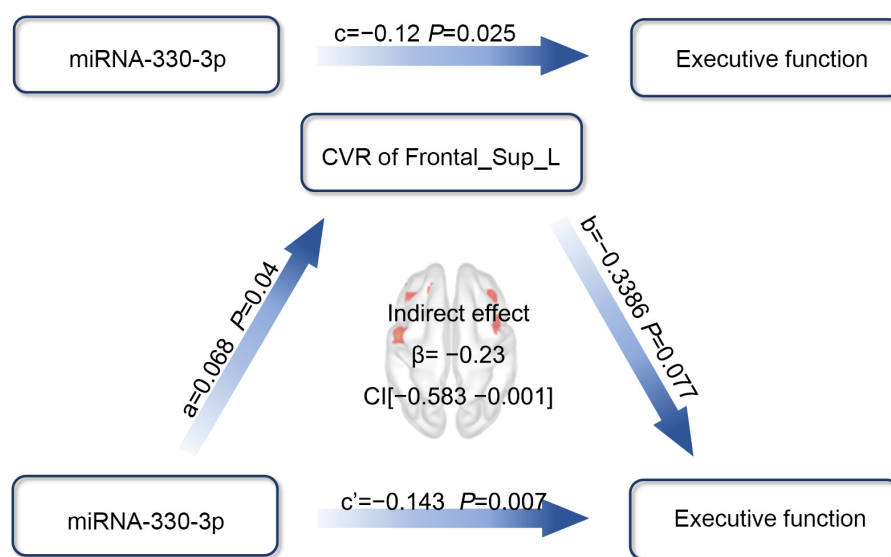 miRNA-330-3p
c=−0.12 P=0.025
Executive function
CVR of Frontal_Sup_L
a=0.068 P=0.04
b=−0.3386 P=0.077
Indirect effect
β= −0.23
CI[−0.583 −0.001]
miRNA-330-3p
c’=−0.143 P=0.007
Executive function